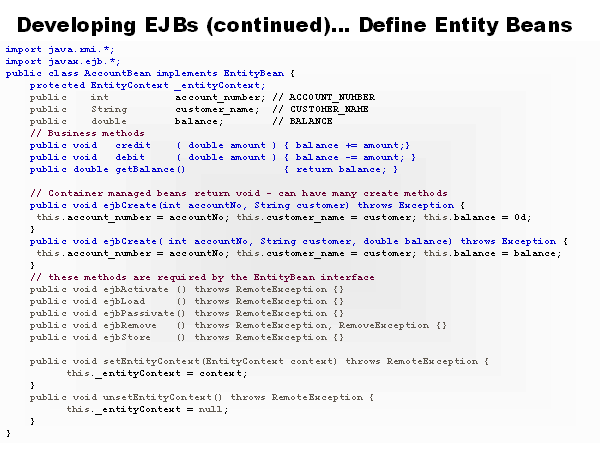 Developing EJBs (continued)... Define Entity Beans
import java.rmi.*;
import javax.ejb.*;
public class AccountBean implements EntityBean {
    protected EntityContext _entityContext;
    public    int           account_number; // ACCOUNT_NUMBER
    public    String        customer_name;  // CUSTOMER_NAME
    public    double        balance;        // BALANCE
    // Business methods
    public void   credit    ( double amount ) { balance += amount;}
    public void   debit     ( double amount ) { balance -= amount; }
    public double getBalance()                { return balance; }
    // Container managed beans return void - can have many create methods
    public void ejbCreate(int accountNo, String customer) throws Exception {
     this.account_number = accountNo; this.customer_name = customer; this.balance = 0d;
    }
    public void ejbCreate( int accountNo, String customer, double balance) throws Exception {
     this.account_number = accountNo; this.customer_name = customer; this.balance = balance;
    }
    // these methods are required by the EntityBean interface
    public void ejbActivate () throws RemoteException {}
    public void ejbLoad     () throws RemoteException {}
    public void ejbPassivate() throws RemoteException {}
    public void ejbRemove   () throws RemoteException, RemoveException {}
    public void ejbStore    () throws RemoteException {}
    public void setEntityContext(EntityContext context) throws RemoteException {
          this._entityContext = context;
    }
    public void unsetEntityContext() throws RemoteException {
          this._entityContext = null;
    }
}